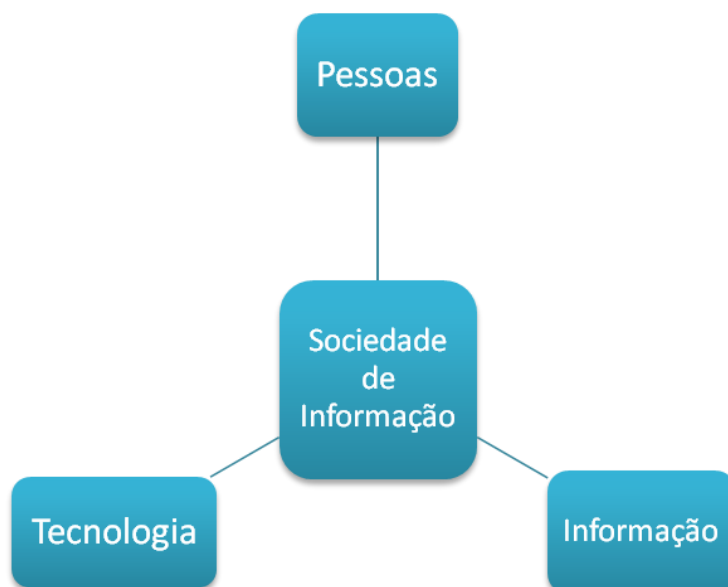 Pessoas
Sociedade
de
Informação
Tecnologia
Informação